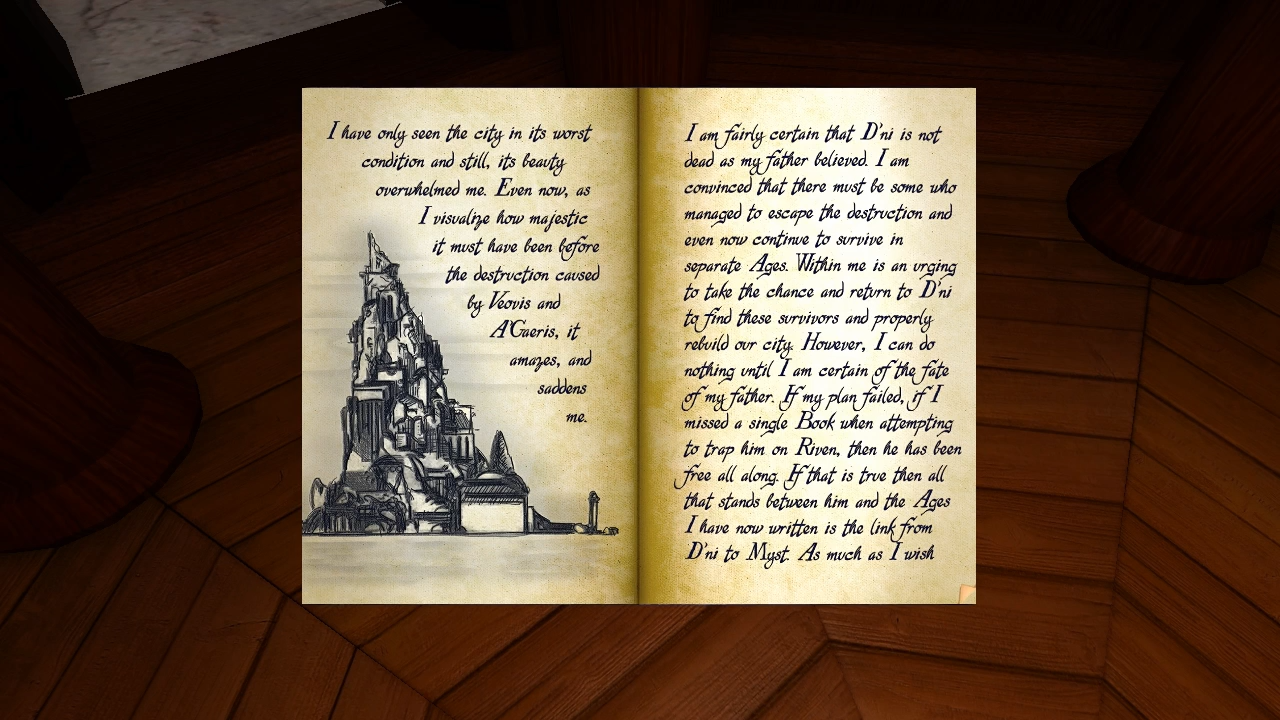 I have only seen the city in its worst
condition and still, its beauty
overwhelmed me. Even now, as
I visualize how majestic
it must have been before
the destruction caused
by Veovis and
A'Gaeris, it
amazes, and
saddens
me.
I am fairly certain that D'ni is not
dead as my father believed. I am
convinced that there must be some who
managed to escape the destruction and
even now continue to survive in
separate Ages. Within me is an urging
to take the chance and return to D'ni
to find these survivors and properly
rebuild our city. However, I can do
nothing until I am certain of the fate
of my father. If my plan failed, if I
missed a single Book when attempting
to trap him on Riven, then he has been
free all along. If that is true then all
that stands between him and the Ages
I have now written is the link from
D'ni to Myst. As much as I wish